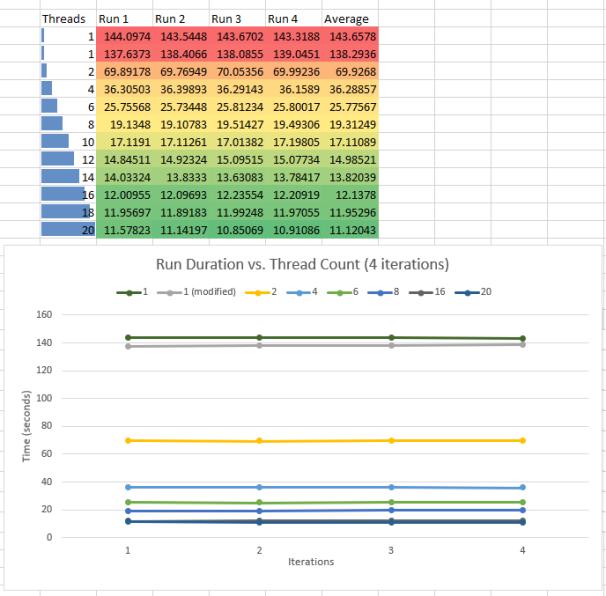 Threads Run 1 Run 2 Run 3 Run 4 Average
1 144.0974 143.5448 143.6702 143.3188 143.6578
1 137.6373 138.4066 138.0855 139.0451 138.2936
2 69.89178 69.76949 70.05356 69.99236 69.9268
4 36.30503 36.39893 36.29143 36.1589 36.28857
6 25.75568 25.73448 25.81234 25.80017 25.77567
8 19.1348 19.10783 19.51427 19.49306 19.31249
10 17.1191 17.11261 17.01382 17.19805 17.11089
12 14.84511 14.92324 15.09515 15.07734 14.98521
14 14.03324 13.8333 13.63083 13.78417 13.82039
16 12.00955 12.09693 12.23554 12.20919 12.1378
18 11.95697 11.89183 11.99248 11.97055 11.95296
20 11.57823 11.14197 10.85069 10.91086 11.12043
Run Duration vs. Thread Count (4 iterations)
1 1 (modified) 2 4 6 8 16 20
160
140
120
100
80
60
40
20
0
Time (seconds)
1 2 3 4
Iterations